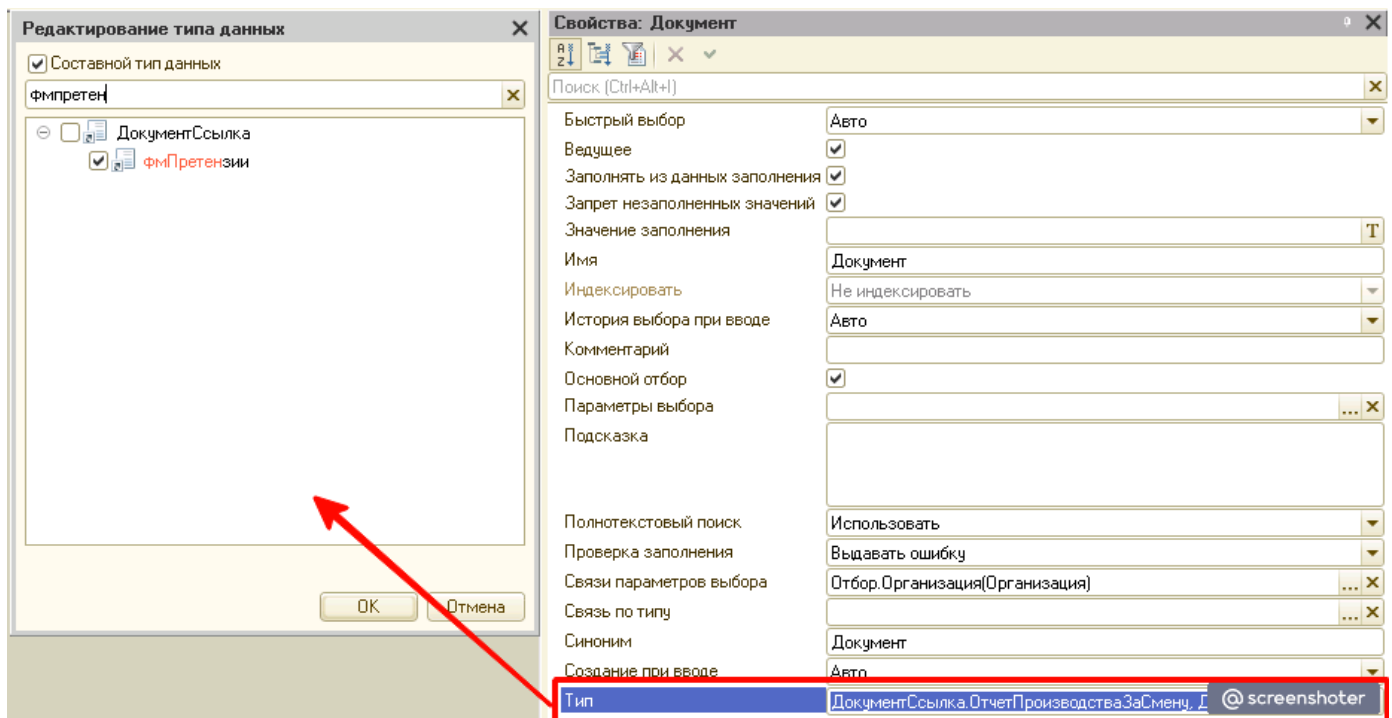 Редактирование типа данных
Составной тип данных
фмпретен
ДокументСсылка
фмПретензии
OK
Отмена
Свойства: Документ
Поиск (Ctrl+Alt+I)
Быстрый выбор
Авто
Ведущее
Заполнять из данных заполнения
Запрет незаполненных значений
Значение заполнения
T
Имя
Документ
Индексировать
Не индексировать
История выбора при вводе
Авто
Комментарий
Основной отбор
Параметры выбора
...
Подсказка
Полнотекстовый поиск
Использовать
Проверка заполнения
Выдавать ошибку
Связи параметров выбора
Отбор.Организация(Организация)
...
Связь по типу
...
Синоним
Документ
Создание при вводе
Авто
Тип
ДокументСсылка.ОтчетПроизводстваЗаСмену, Д
@screenshoter